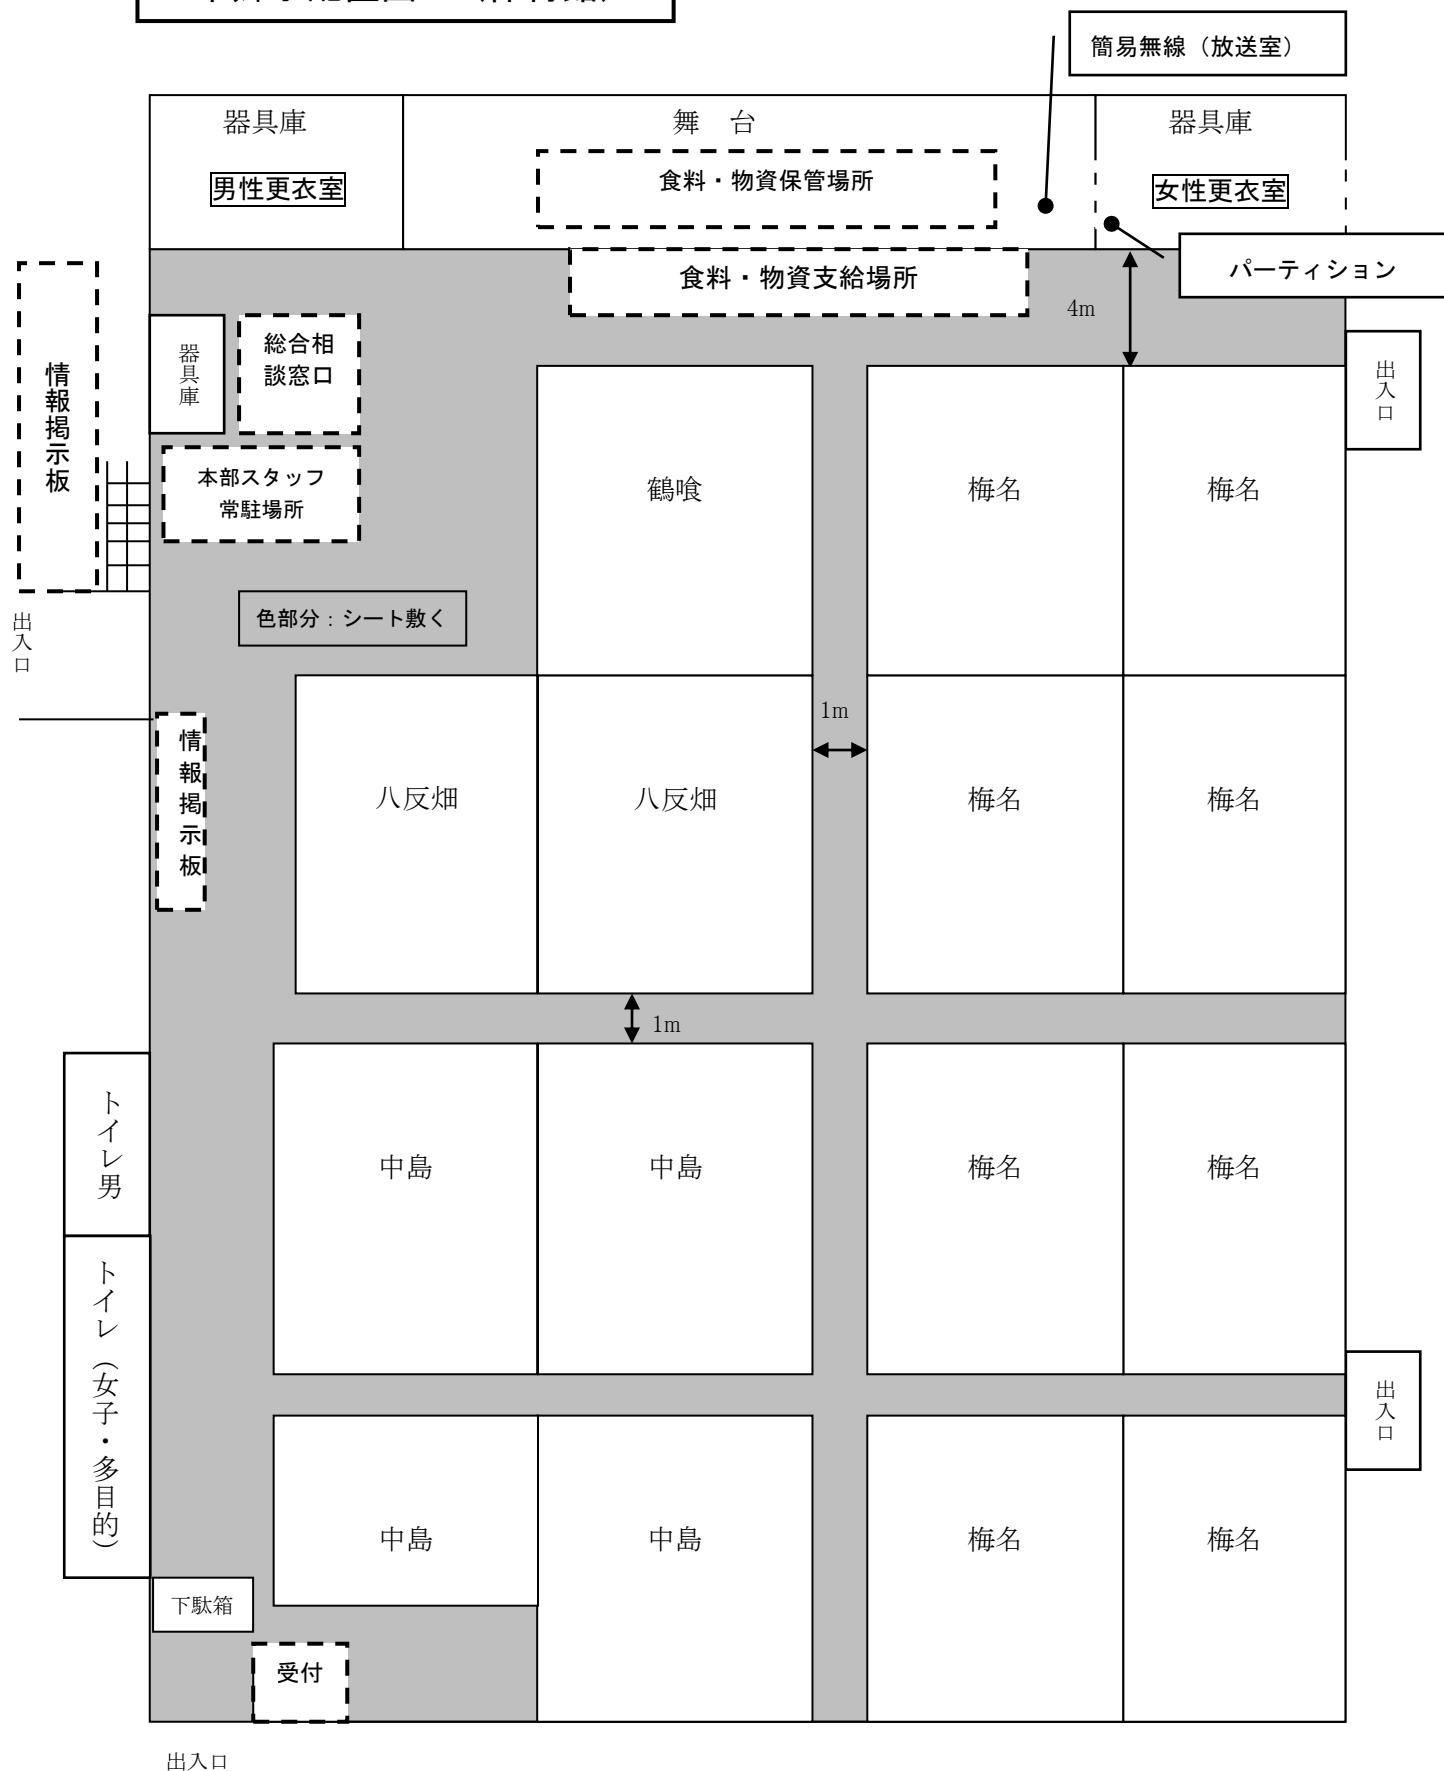 簡易無線（放送室）
器具庫
舞　台
器具庫
男性更衣室
食料・物資保管場所
女性更衣室
食料・物資支給場所
パーティション
4m
情報掲示板
器具庫
総合相
談窓口
出入口
本部スタッフ
常駐場所
鶴喰
梅名
梅名
色部分：シート敷く
出入口
1m
情報掲示板
八反畑
八反畑
梅名
梅名
1m
トイレ男
中島
中島
梅名
梅名
トイレ（女子・多目的）
出入口
中島
中島
梅名
梅名
下駄箱
受付
出入口